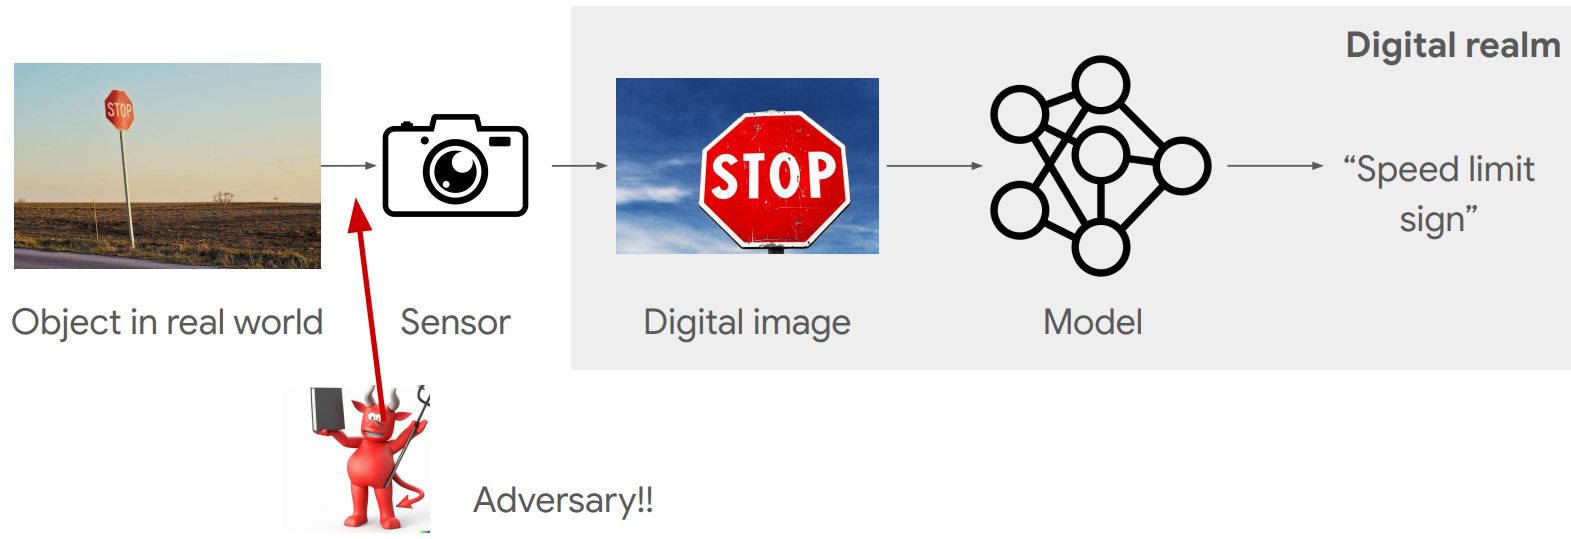 Digital realm
STOP
STOP
“Speed limit
sign”
Object in real world
Sensor
Digital image
Model
Adversary!!